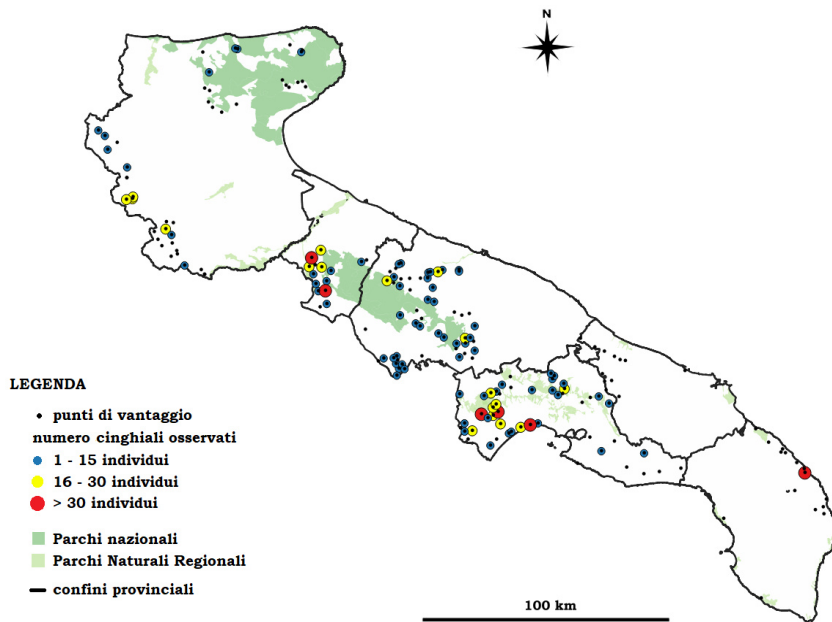 N
LEGENDA
punti di vantaggio
numero cinghiali osservati
1 - 15 individui
16 - 30 individui
> 30 individui
Parchi nazionali
Parchi Naturali Regionali
confini provinciali
100 km